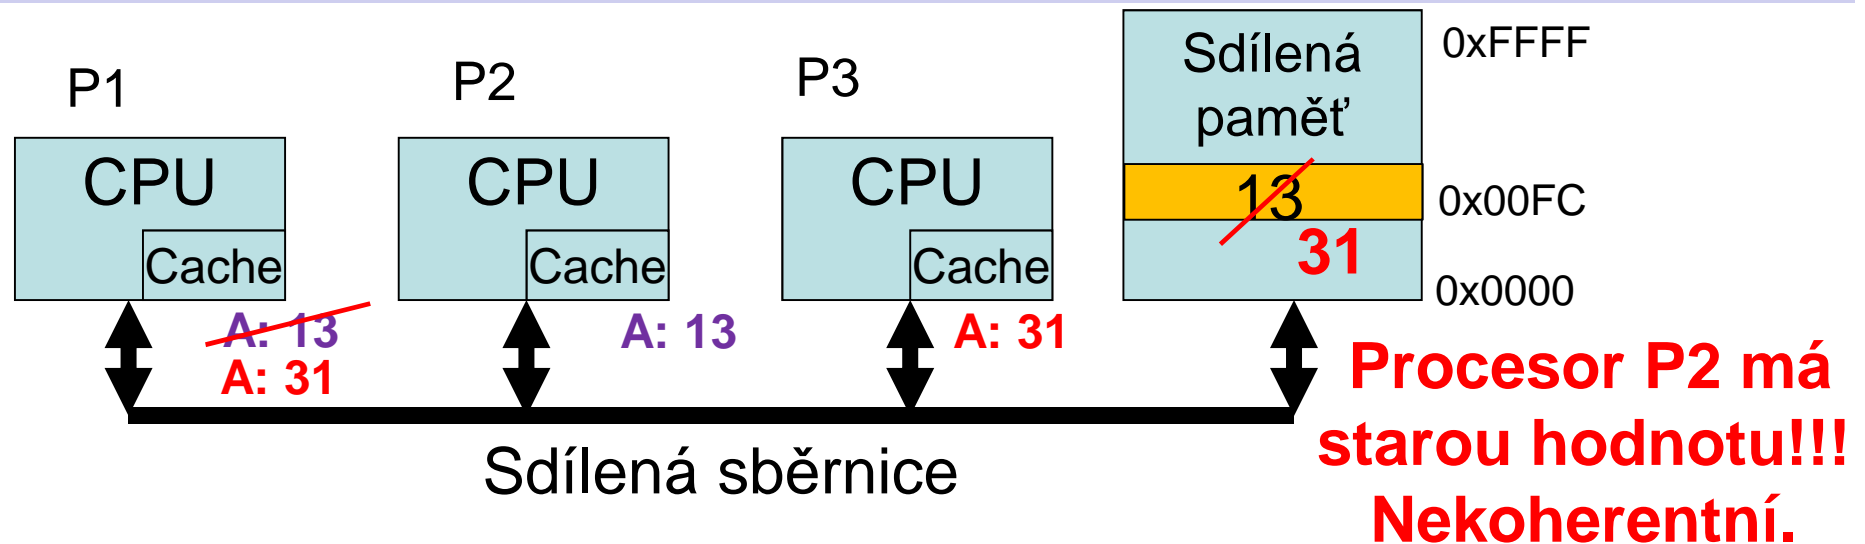 P1
P2
P3
Sdílená
paměť
0xFFFF
CPU
CPU
CPU
13
0x00FC
31
Cache
Cache
Cache
0x0000
A: 13
A: 31
A: 13
A: 31
Sdílená sběrnice
Procesor P2 má
starou hodnotu!!!
Nekoherentní.